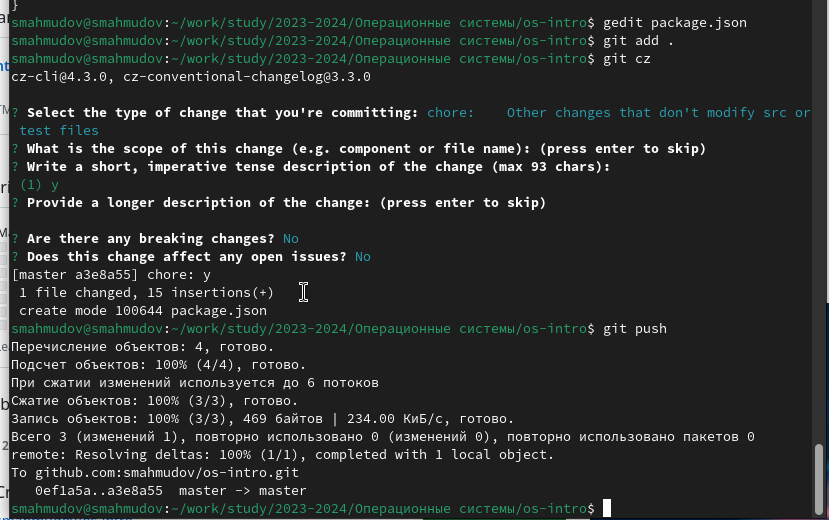 }
smahmudov@smahmudov:~/work/study/2023-2024/Операционные системы/os-intro$ gedit package.json
smahmudov@smahmudov:~/work/study/2023-2024/Операционные системы/os-intro$ git add .
smahmudov@smahmudov:~/work/study/2023-2024/Операционные системы/os-intro$ git cz
cz-cli@4.3.0, cz-conventional-changelog@3.3.0

? Select the type of change that you're committing: chore:    Other changes that don't modify src or
 test files
? What is the scope of this change (e.g. component or file name): (press enter to skip)
? Write a short, imperative tense description of the change (max 93 chars):
 (1) y
? Provide a longer description of the change: (press enter to skip)

? Are there any breaking changes? No
? Does this change affect any open issues? No
[master a3e8a55] chore: y
 1 file changed, 15 insertions(+)
 create mode 100644 package.json
smahmudov@smahmudov:~/work/study/2023-2024/Операционные системы/os-intro$ git push
Перечисление объектов: 4, готово.
Подсчет объектов: 100% (4/4), готово.
При сжатии изменений используется до 6 потоков
Сжатие объектов: 100% (3/3), готово.
Запись объектов: 100% (3/3), 469 байтов | 234.00 КиБ/с, готово.
Всего 3 (изменений 1), повторно использовано 0 (изменений 0), повторно использовано пакетов 0
remote: Resolving deltas: 100% (1/1), completed with 1 local object.
To github.com:smahmudov/os-intro.git
   0ef1a5a..a3e8a55  master -> master
smahmudov@smahmudov:~/work/study/2023-2024/Операционные системы/os-intro$